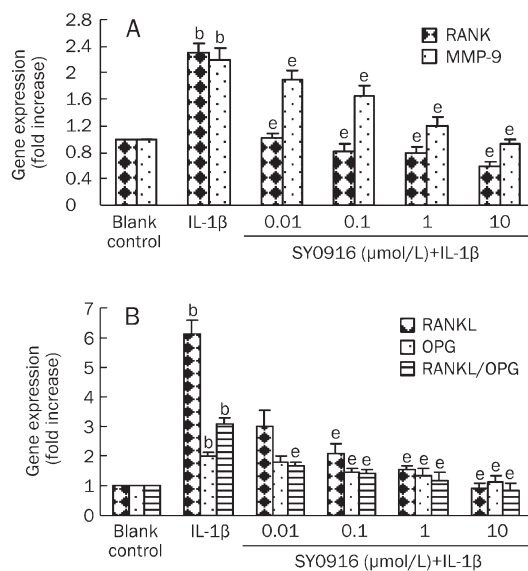 A
Gene expression
(fold increase)
2.8
2.4
2.0
1.6
1.2
0.8
0.4
0
RANK
MMP-9
b b
e e
e e
e e
e e
Blank
control
IL-1β
0.01 0.1 1 10
SY0916 (μmol/L)+IL-1β
B
Gene expression
(fold increase)
7
6
5
4
3
2
1
0
RANKL
OPG
RANKL/OPG
b b b
e
e e e
e e e
e e e
Blank
control
IL-1β
0.01 0.1 1 10
SY0916 (μmol/L)+IL-1β